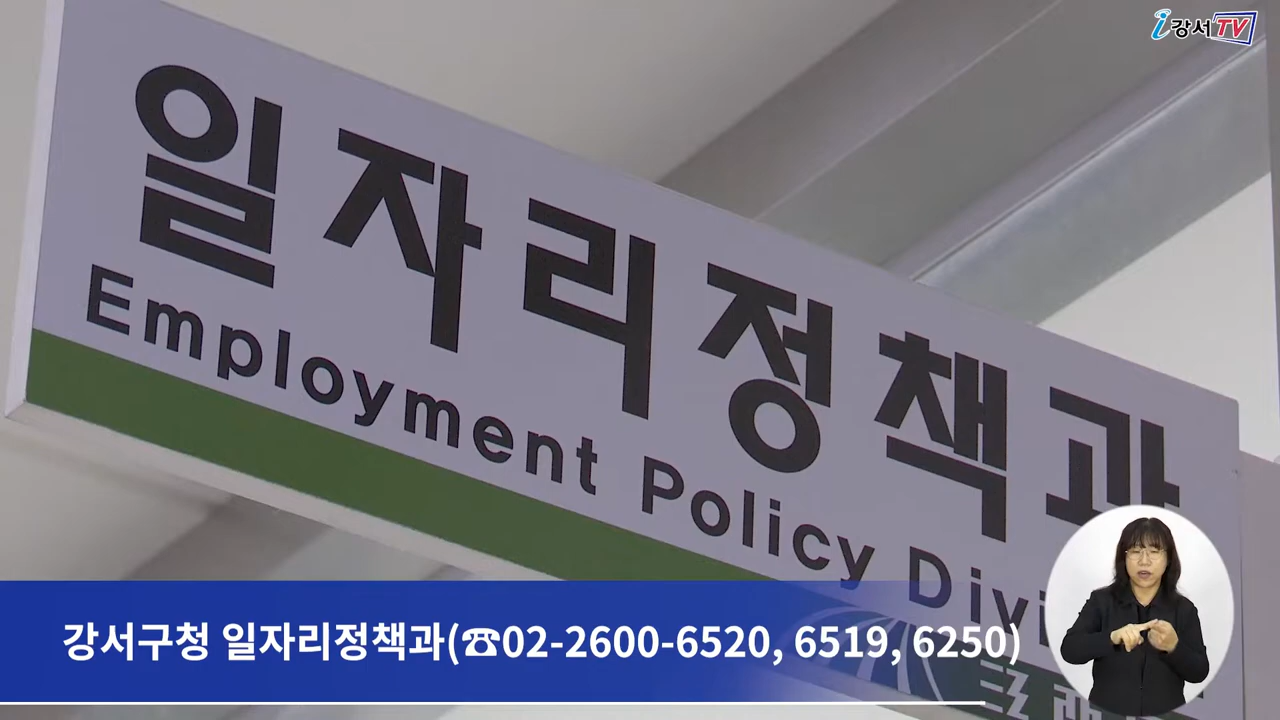 i강서TV
일자리정책과
Employment Policy Divi
강서구청 일자리정책과(☎02-2600-6520, 6519, 6250)